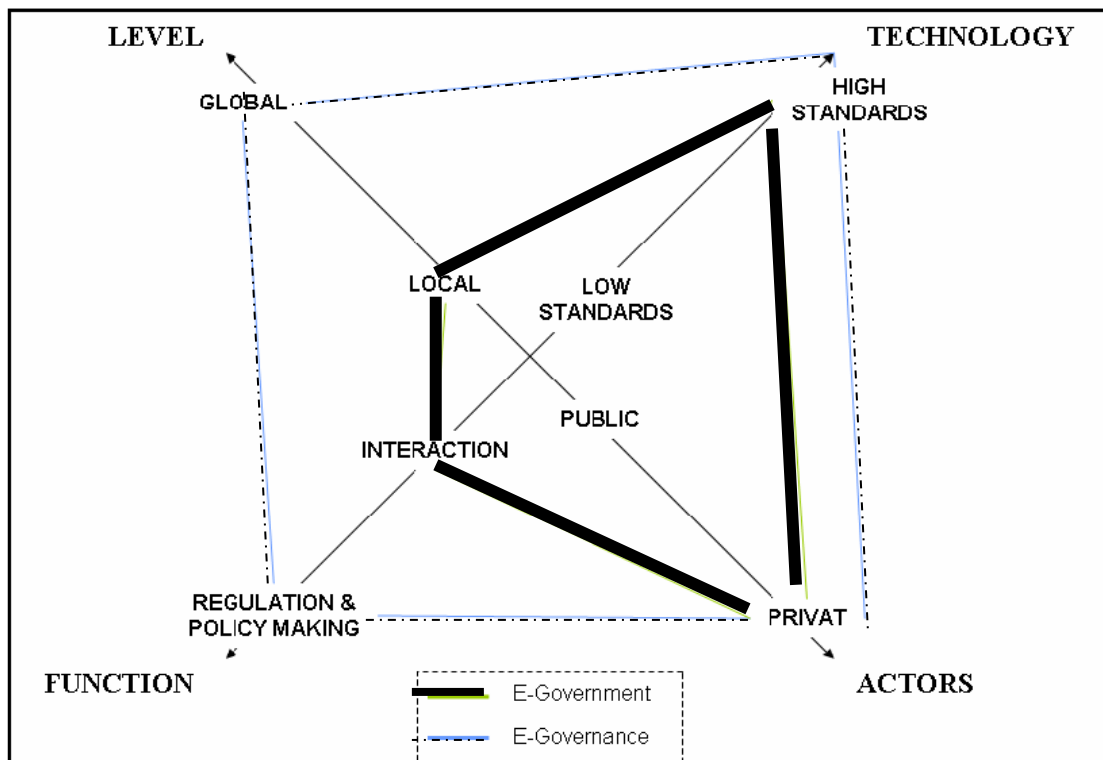 LEVEL
TECHNOLOGY
GLOBAL
HIGH
STANDARDS
LOCAL
LOW
STANDARDS
PUBLIC
INTERACTION
REGULATION &
POLICY MAKING
PRIVAT
FUNCTION
ACTORS
E-Government
E-Governance